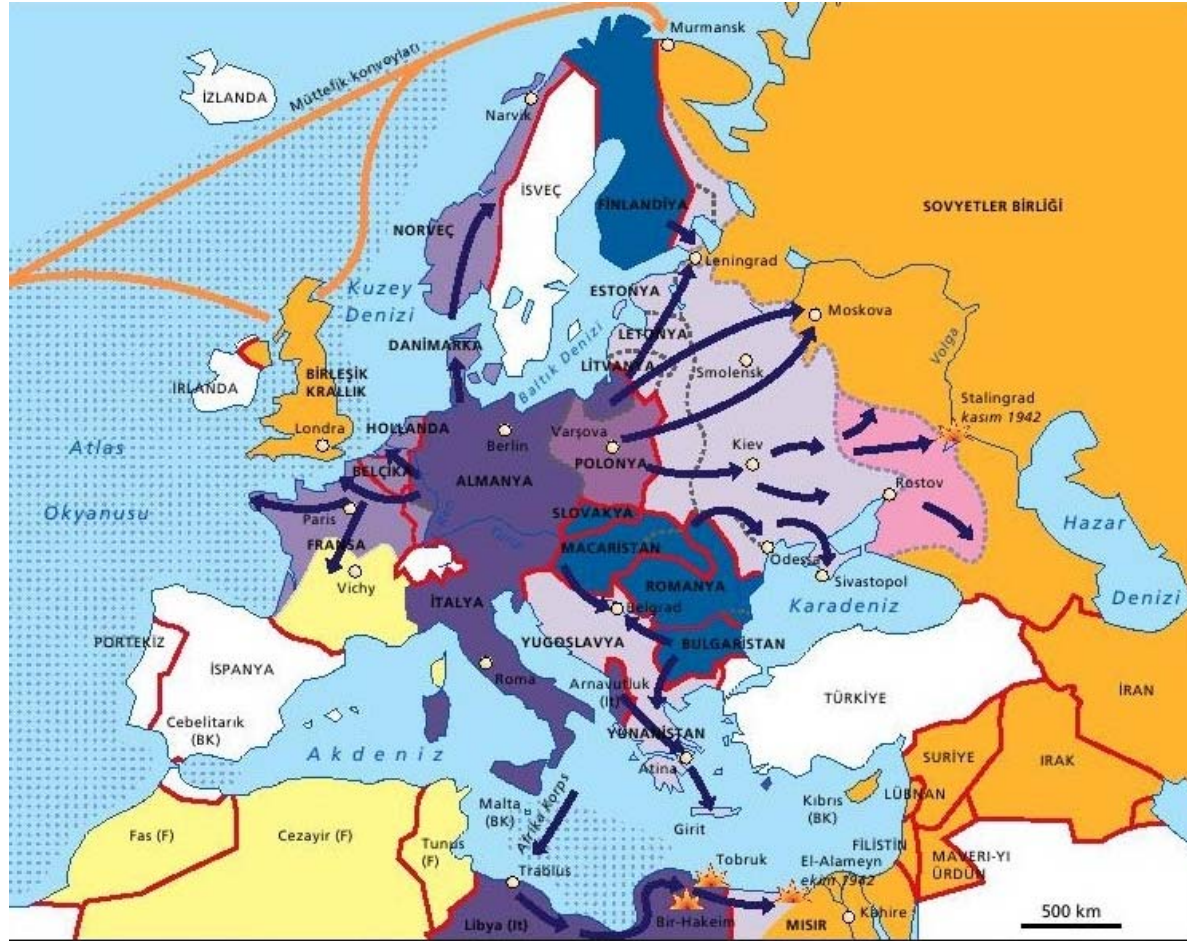 Murmansk
Müttefik konvoyları
İZLANDA
Narvik
İSVEÇ
FİNLANDİYA
SOVYETLER BİRLİĞİ
NORVEÇ
Leningrad
Kuzey
Denizi
ESTONYA
Moskova
DANİMARKA
Baltık Denizi
LETONYA
LİTVANYA
Smolensk
Volga
İRLANDA
BİRLEŞİK
KRALLIK
Stalingrad
kasım 1942
Londra
HOLLANDA
Berlin
Varşova
Kiev
Atlas
Okyanusu
BELÇİKA
ALMANYA
POLONYA
Rostov
Paris
Ren
Tuna
SLOVAKYA
Hazar
Denizi
FRANSA
MACARİSTAN
Odessa
Vichy
ROMANYA
Sivastopol
İTALYA
Belgrad
Karadeniz
PORTEKİZ
İSPANYA
YUGOSLAVYA
BULGARİSTAN
Roma
Arnavutluk
(It)
TÜRKİYE
İRAN
Cebelitarık
(BK)
YUNANİSTAN
Akdeniz
Atina
SURİYE
IRAK
Malta
(BK)
Afrika Korps
Girit
Kıbrıs
(BK)
LÜBNAN
Fas (F)
Cezayir (F)
Tunus
(F)
FİLİSTİN
Tobruk
El-Alameyn
ekim 1942
MAVERI-YI
ÜRDÜN
Trablus
Libya (It)
Bir-Hakeim
MISIR
Kahire
500 km